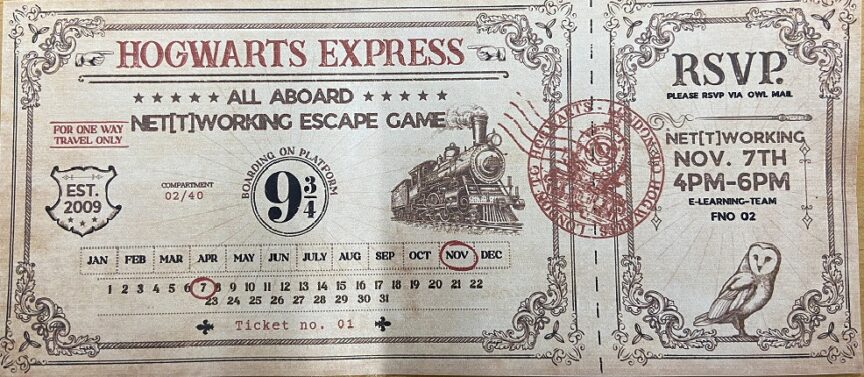 HOGWARTS EXPRESS
ALL ABOARD
NET[T]WORKING ESCAPE GAME
FOR ONE WAY
TRAVEL ONLY
EST.
2009
COMPARTMENT
02/40
BOARDING ON PLATFORM
9 3/4
JAN FEB MAR APR MAY JUN JULY AUG SEP OCT NOV DEC
1 2 3 4 5 6 7 8 9 10 11 12 13 14 15 16 17 18 19 20 21 22
23 24 25 26 27 28 29 30 31
Ticket no. 01
LONDON TO HOGWARTS
RSVP.
PLEASE RSVP VIA OWL MAIL
NET[T]WORKING
NOV. 7TH
4PM-6PM
E-LEARNING-TEAM
FNO 02